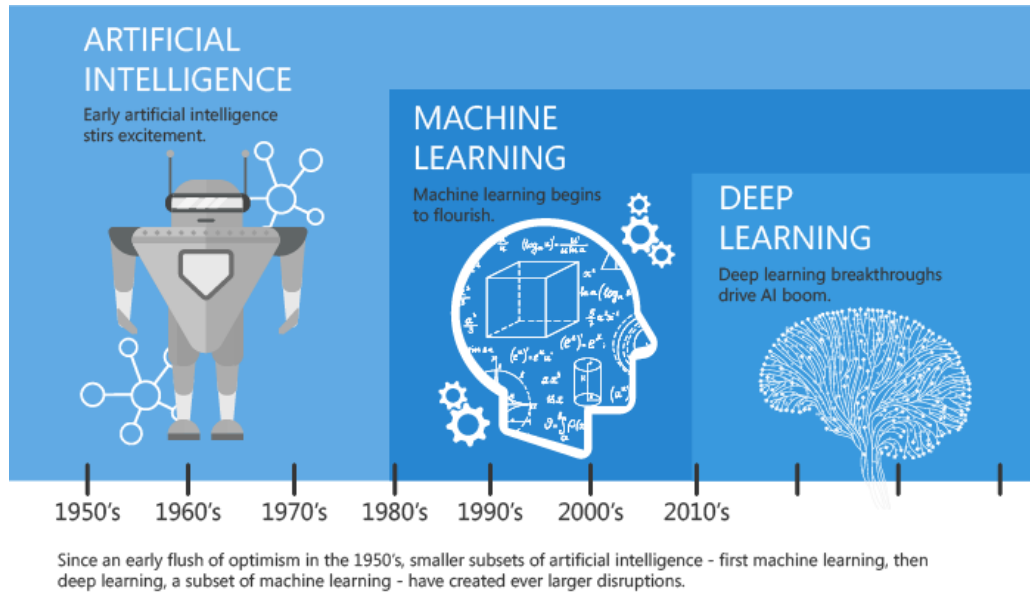 ARTIFICIAL
INTELLIGENCE
Early artificial intelligence
stirs excitement.
MACHINE
LEARNING
Machine learning begins
to flourish.
DEEP
LEARNING
Deep learning breakthroughs
drive AI boom.
1950's 1960's 1970's 1980's 1990's 2000's 2010's
Since an early flush of optimism in the 1950's, smaller subsets of artificial intelligence - first machine learning, then
deep learning, a subset of machine learning - have created ever larger disruptions.